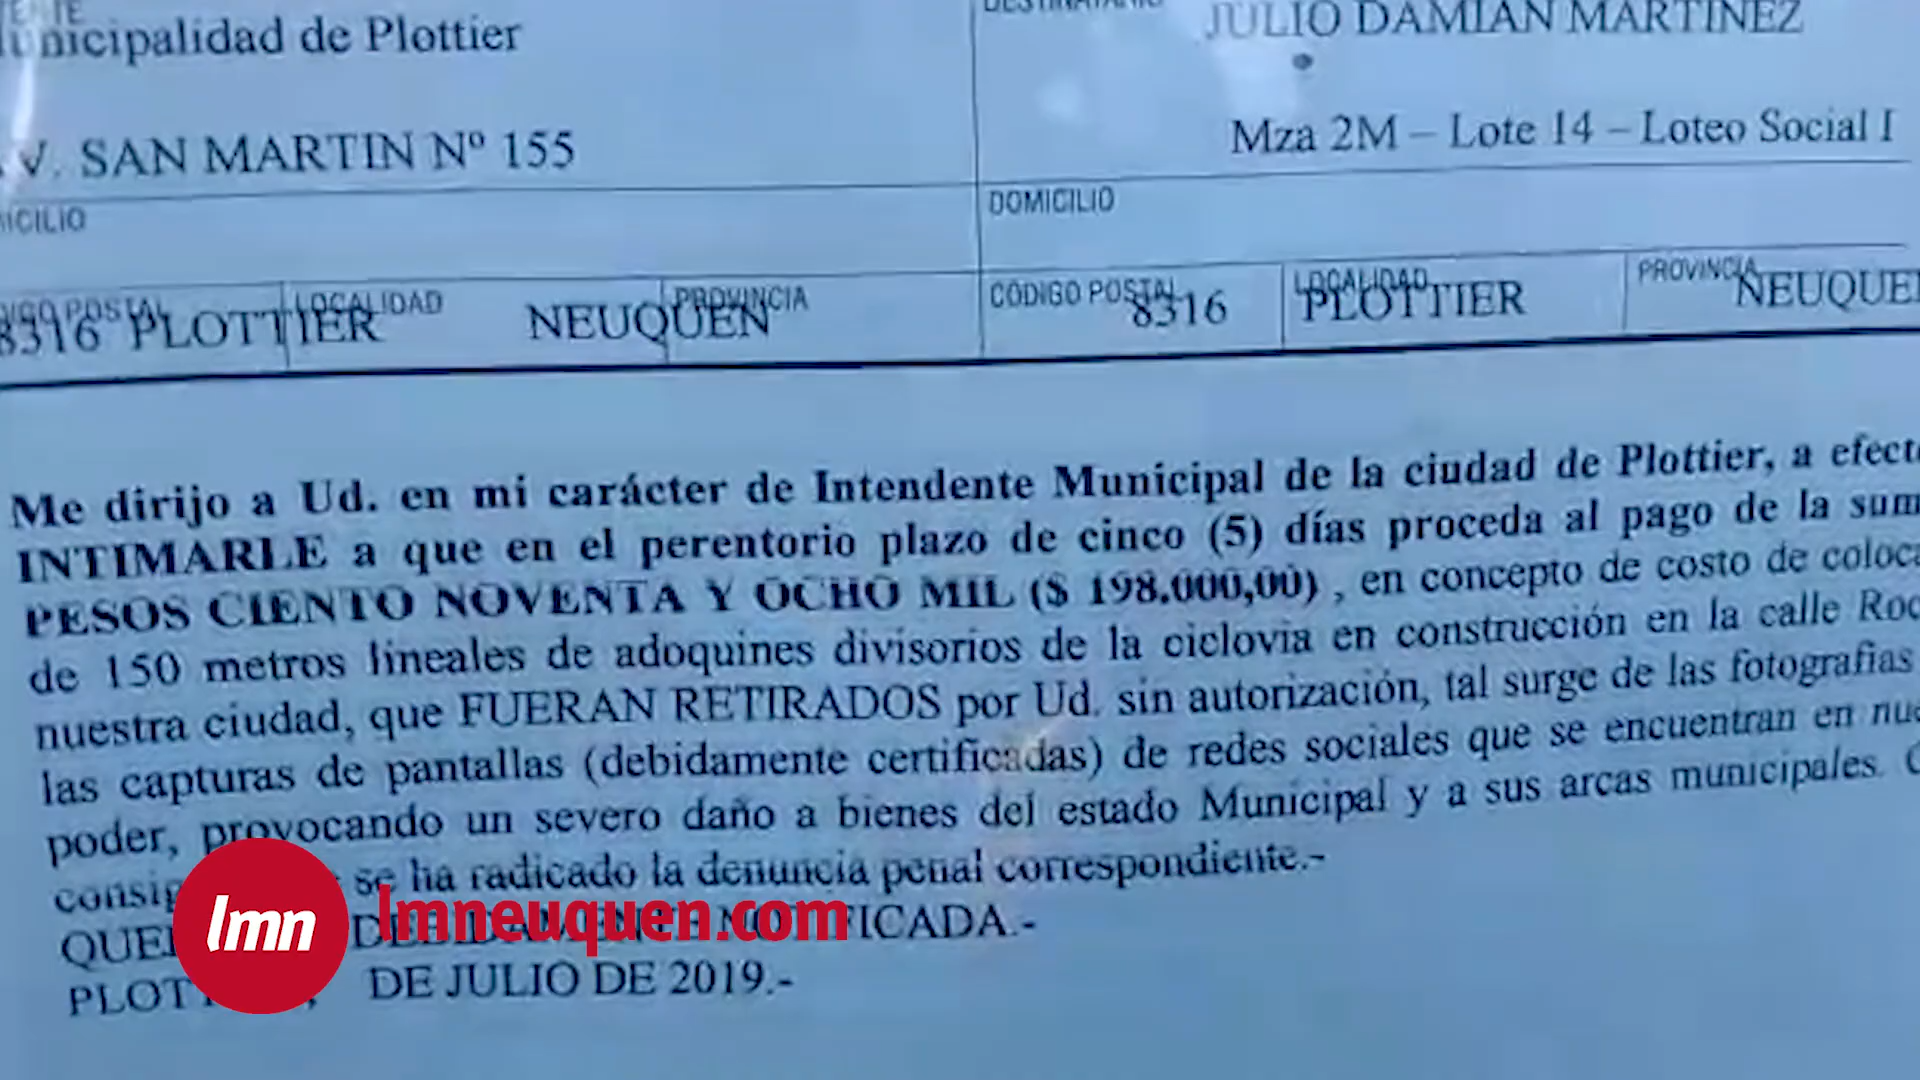 Municipalidad de Plottier
DESTINATARIO
JULIO DAMIAN MARTINEZ
V. SAN MARTIN Nº 155
Mza 2M – Lote 14 – Loteo Social I
DOMICILIO
CÓDIGO POSTAL
LOCALIDAD
PROVINCIA
8316 PLOTTIER
LOCALIDAD
NEUQUEN
PROVINCIA
CÓDIGO POSTAL
8316
PLOTTIER
NEUQUEN
Me dirijo a Ud. en mi carácter de Intendente Municipal de la ciudad de Plottier, a
INTIMARLE a que en el perentorio plazo de cinco (5) días proceda al pago de la
PESOS CIENTO NOVENTA Y OCHO MIL ($ 198.000,00) , en concepto de costo de
de 150 metros lineales de adoquines divisorios de la ciclovia en construcción en la calle
nuestra ciudad, que FUERAN RETIRADOS por Ud. sin autorización, tal surge de las fotografias
las capturas de pantallas (debidamente certificadas) de redes sociales que se encuentran en
poder, provocando un severo daño a bienes del estado Municipal y a sus arcas municipales.
se ha radicado la denuncia penal correspondiente.-
DEBIDAMENTE NOTIFICADA.-
DE JULIO DE 2019.-
lmn
lmneuquen.com